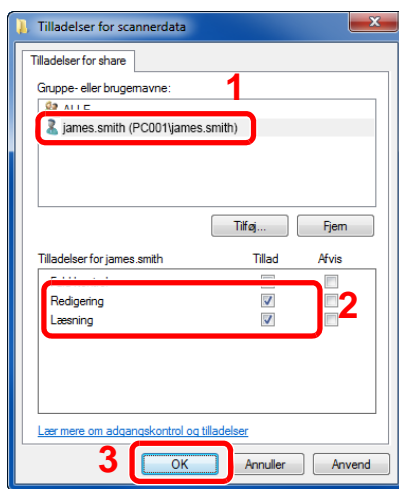 Tilladelser for scannerdata
Tilladelser for share
Gruppe- eller brugernavne:
1
ALLE
james.smith (PC001\james.smith)
Tilføj... Fjern
Tilladelser for james.smith Tillad Afvis
Redigering
2
Læsning
Lær mere om adgangskontrol og tilladelser
3
OK Annuller Anvend